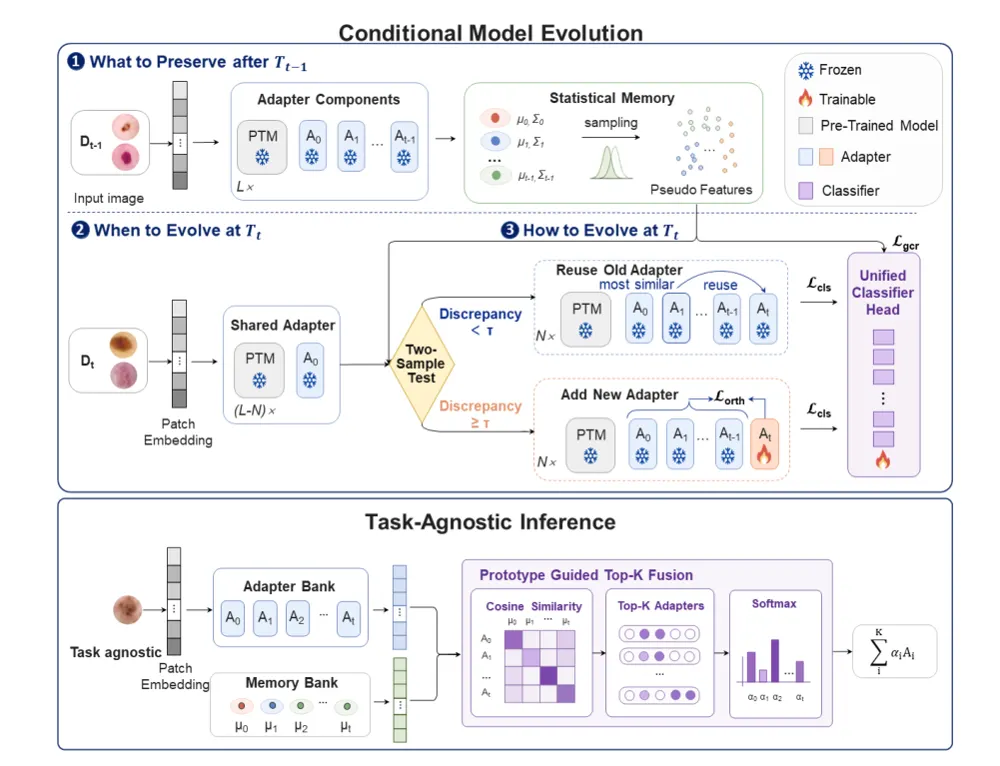 Conditional Model Evolution
1 What to Preserve after T_{t-1}
D_{t-1}
Input image
Adapter Components
PTM A_0 A_1 ... A_{t-1}
L×
Statistical Memory
μ_0, Σ_0
μ_1, Σ_1
...
μ_{t-1}, Σ_{t-1}
sampling
...
Pseudo Features
Frozen
Trainable
Pre-Trained Model
Adapter
Classifier
2 When to Evolve at T_t
D_t
Patch
Embedding
Shared Adapter
PTM A_0
(L-N)×
Two-
Sample
Test
Discrepancy
< τ
Discrepancy
≥ τ
3 How to Evolve at T_t
Reuse Old Adapter
most similar reuse
PTM A_0 A_1 ... A_{t-1} A_t
N×
Add New Adapter
ℒ_orth
PTM A_0 A_1 ... A_{t-1} A_t
N×
ℒ_cls
ℒ_cls
ℒ_gcr
Unified
Classifier
Head
⋮
Task-Agnostic Inference
Task agnostic
Patch
Embedding
Adapter Bank
A_0 A_1 A_2 ... A_t
Memory Bank
...
μ_0 μ_1 μ_2 μ_t
Prototype Guided Top-K Fusion
Cosine Similarity
μ_0 μ_1 ... μ_t
A_0
A_1
...
A_t
Top-K Adapters
...
Softmax
...
α_0 α_1 α_2 α_t
K
∑ α_i A_i
i